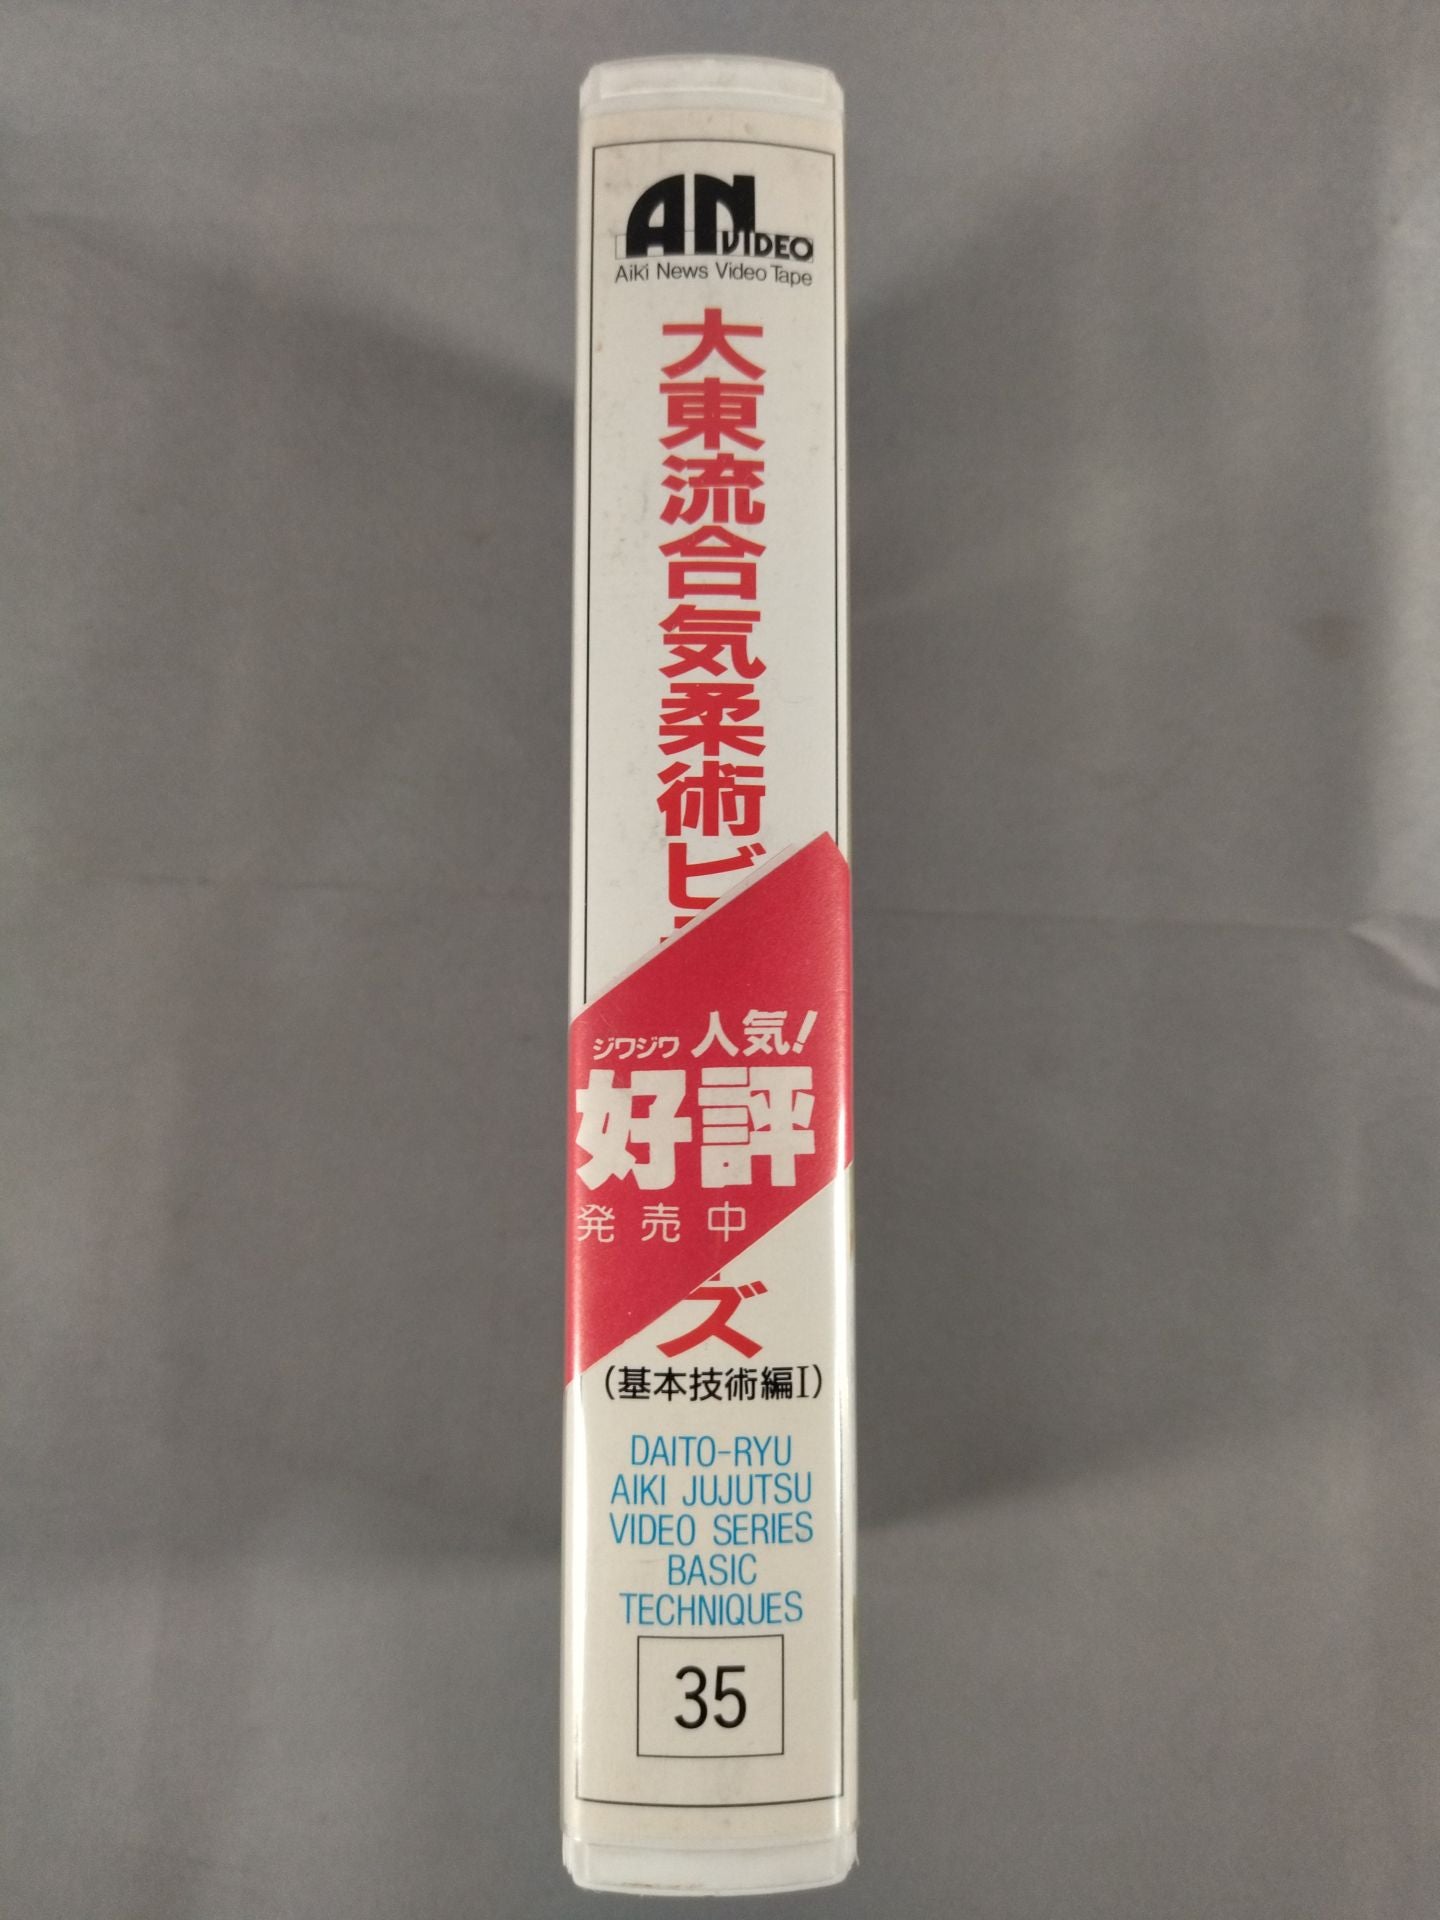 AN VIDEO
Aiki News Video Tape
大東流合気柔術ビ
ジワジワ 人気!
好評
発売中
ズ
(基本技術編I)
DAITO-RYU
AIKI JUJUTSU
VIDEO SERIES
BASIC
TECHNIQUES
35